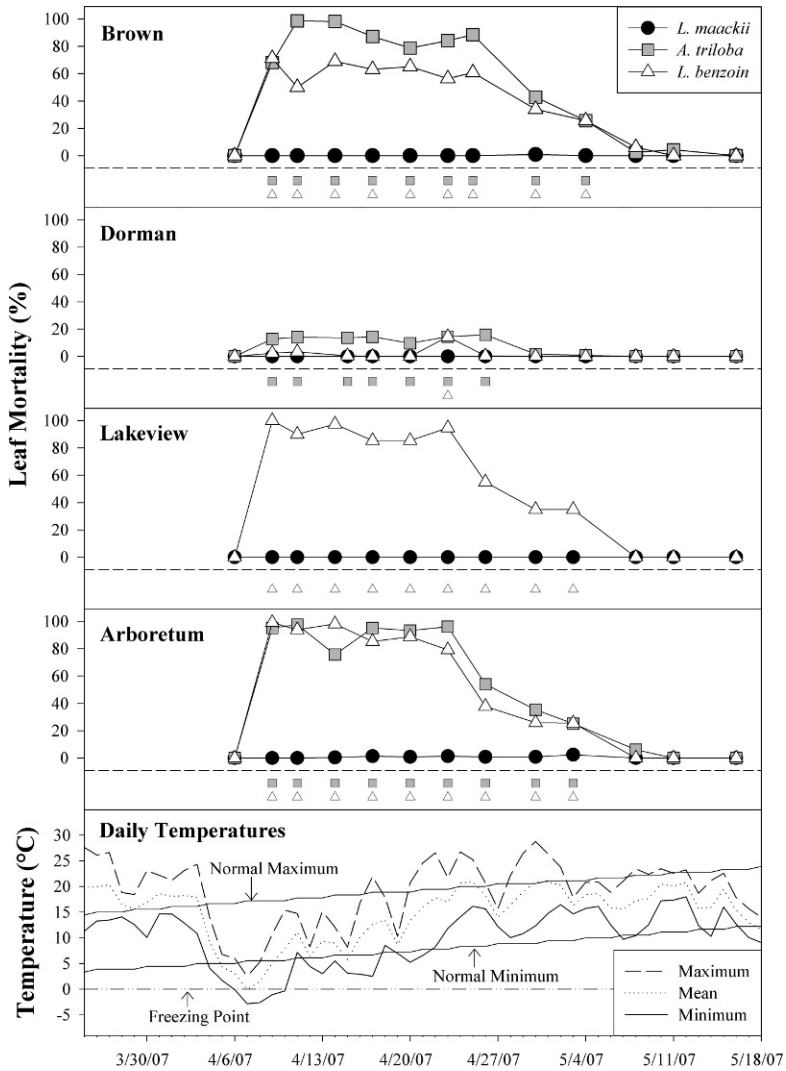 Brown
L. maackii
A. triloba
L. benzoin
100
80
60
40
20
0
Dorman
100
80
60
40
20
0
Leaf Mortality (%)
Lakeview
100
80
60
40
20
0
Arboretum
100
80
60
40
20
0
Daily Temperatures
Temperature (°C)
30
25
20
15
10
5
0
-5
Normal Maximum
Normal Minimum
Freezing Point
Maximum
Mean
Minimum
3/30/07 4/6/07 4/13/07 4/20/07 4/27/07 5/4/07 5/11/07 5/18/07